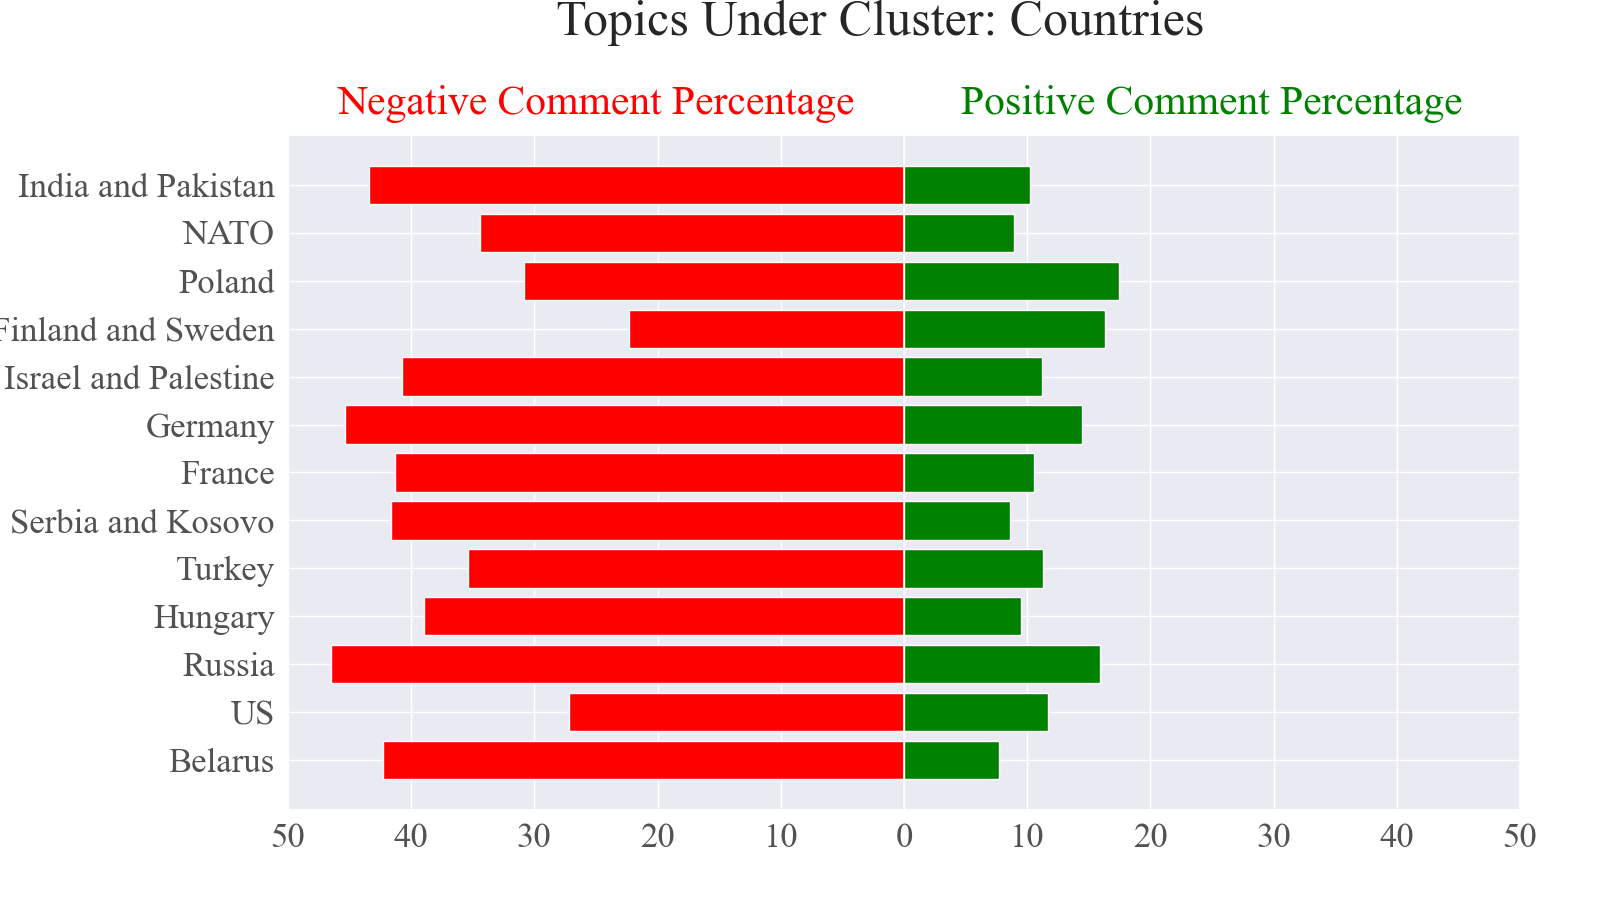 Topics Under Cluster: Countries
Negative Comment Percentage Positive Comment Percentage
India and Pakistan
NATO
Poland
Finland and Sweden
Israel and Palestine
Germany
France
Serbia and Kosovo
Turkey
Hungary
Russia
US
Belarus
50 40 30 20 10 0 10 20 30 40 50